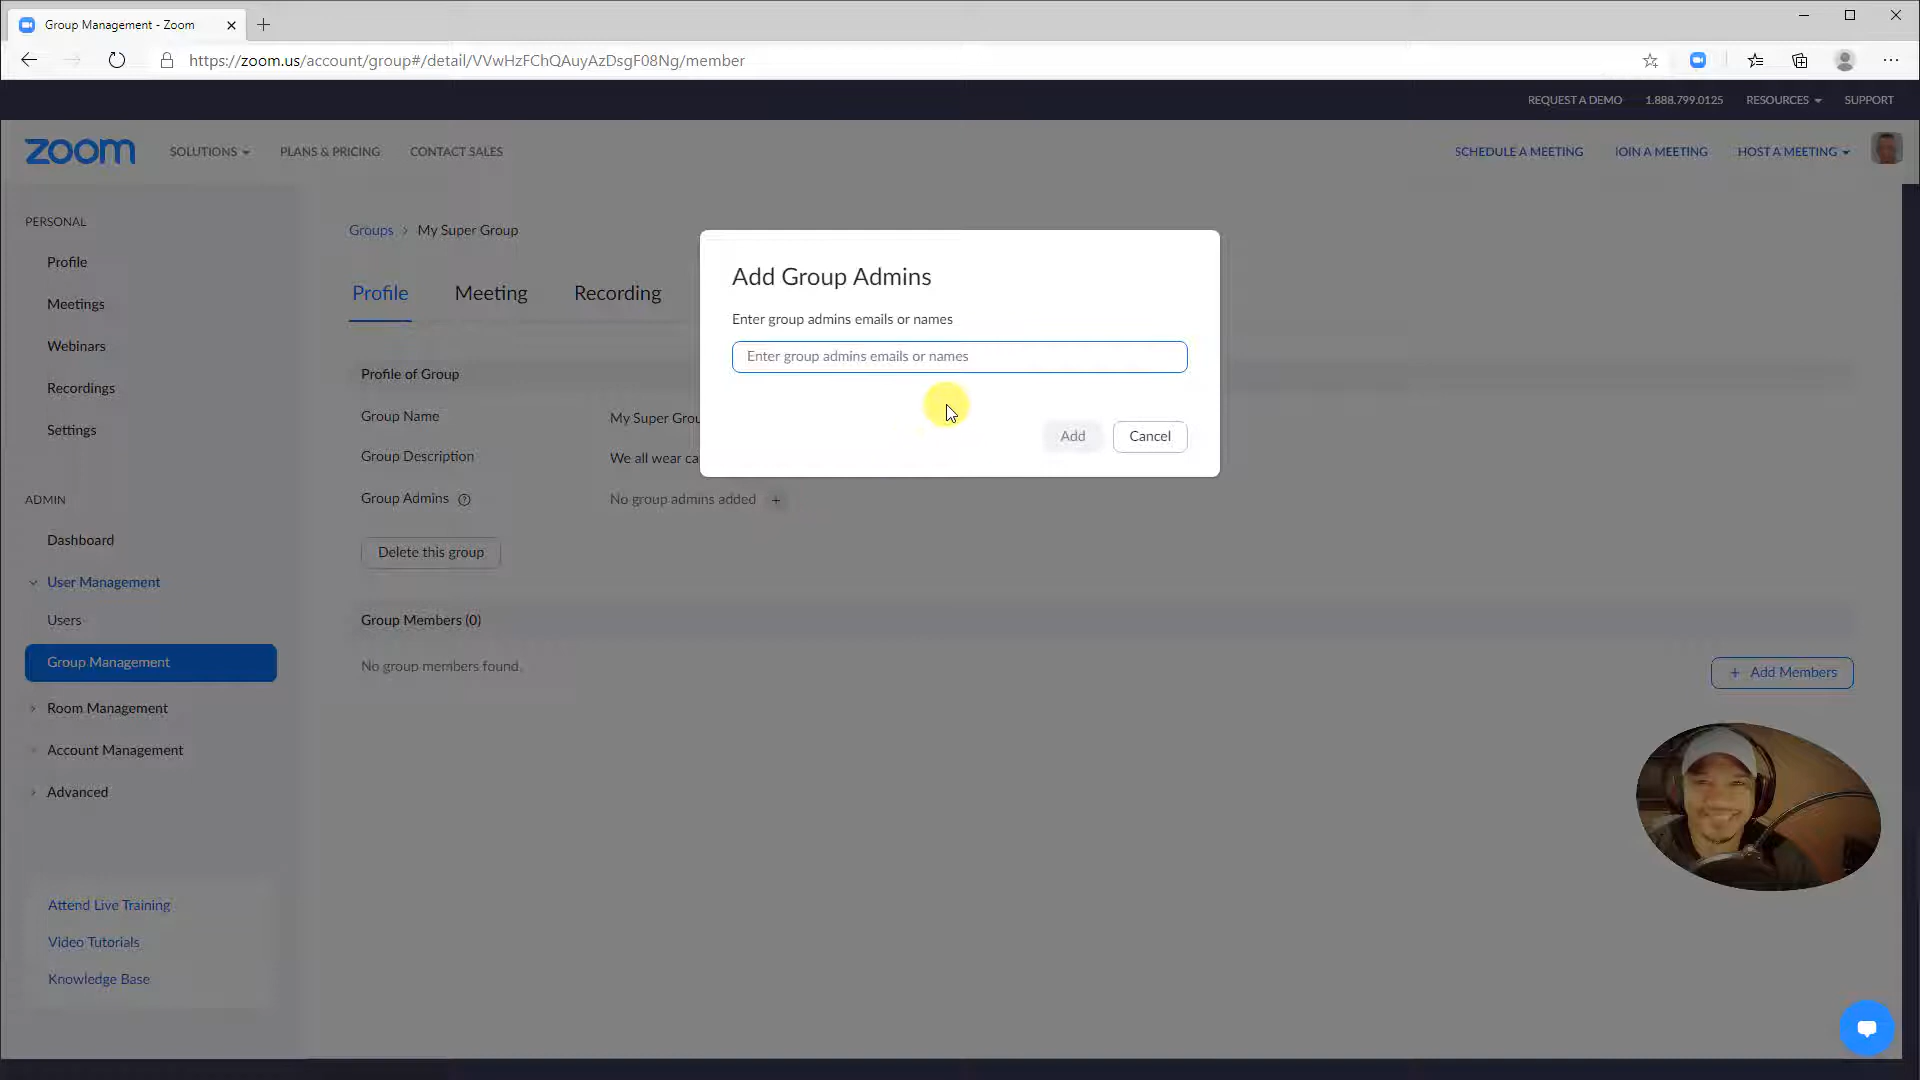 Group Management - Zoom
https://zoom.us/account/group#/detail/VVwHzFChQAuyAzDsgF08Ng/member
REQUEST A DEMO 1.888.799.0125 RESOURCES SUPPORT
zoom SOLUTIONS PLANS & PRICING CONTACT SALES SCHEDULE A MEETING JOIN A MEETING HOST A MEETING
PERSONAL
Profile
Meetings
Webinars
Recordings
Settings
ADMIN
Dashboard
User Management
Users
Group Management
Room Management
Account Management
Advanced
Attend Live Training
Video Tutorials
Knowledge Base
Groups > My Super Group
Profile Meeting Recording
Profile of Group
Group Name My Super Grou
Group Description We all wear ca
Group Admins ? No group admins added +
Delete this group
Group Members (0)
No group members found.
+ Add Members
Add Group Admins
Enter group admins emails or names
Enter group admins emails or names
Add Cancel